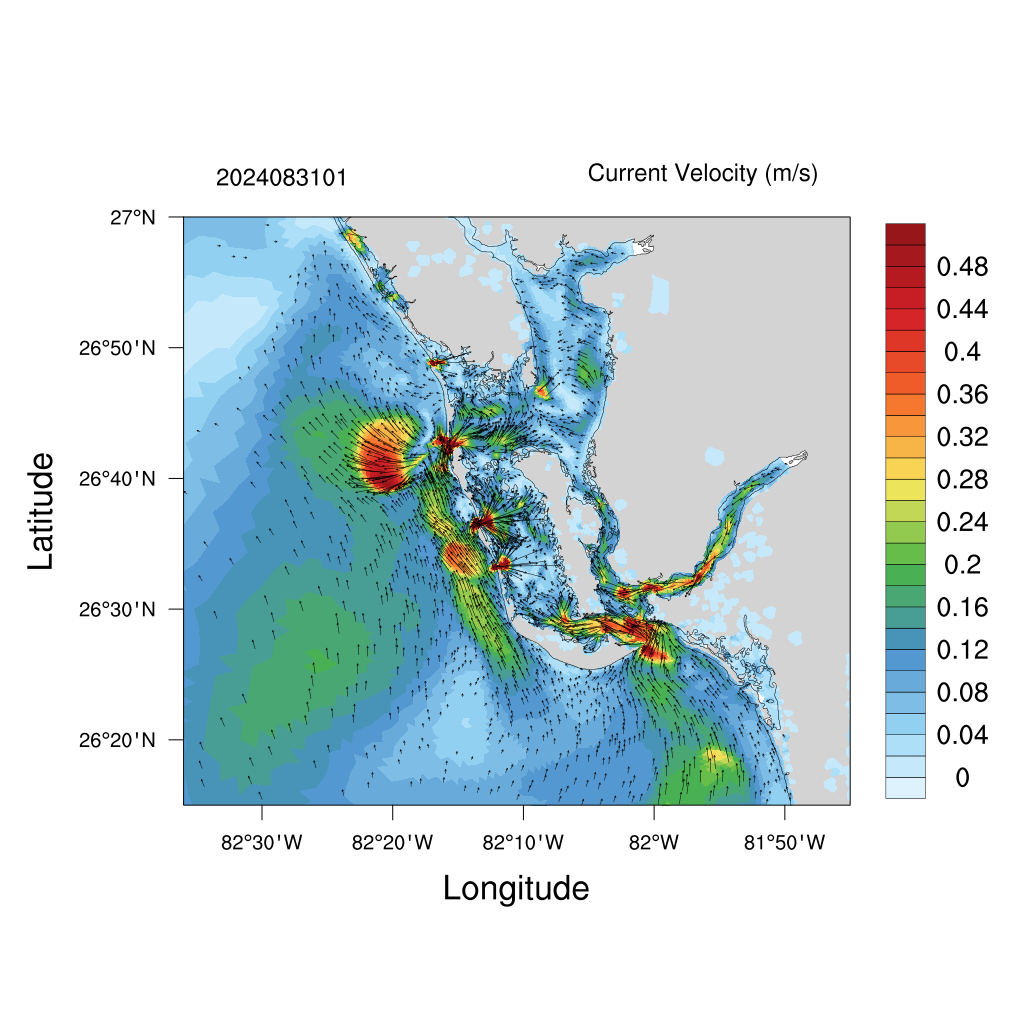 2024083101
Current Velocity (m/s)
27°N
26°50'N
26°40'N
26°30'N
26°20'N
Latitude
82°30'W
82°20'W
82°10'W
82°W
81°50'W
Longitude
0.48
0.44
0.4
0.36
0.32
0.28
0.24
0.2
0.16
0.12
0.08
0.04
0